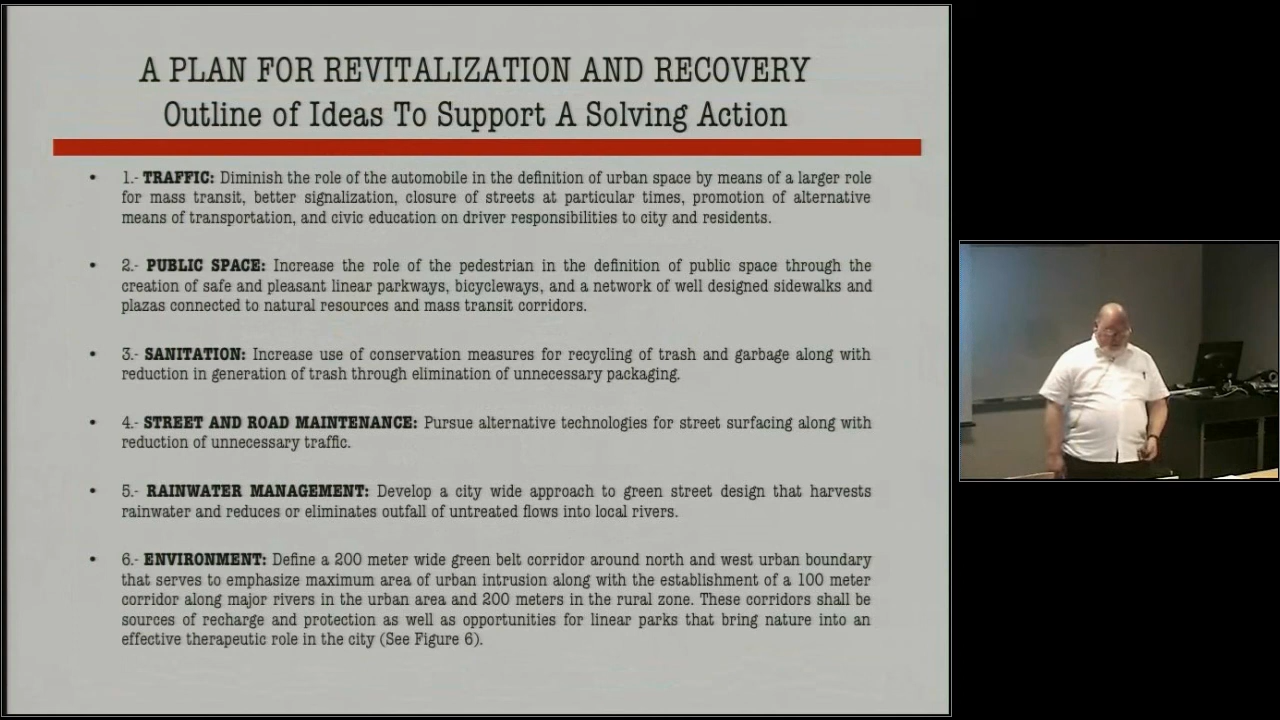 A PLAN FOR REVITALIZATION AND RECOVERY
Outline of Ideas To Support A Solving Action
• 1.- TRAFFIC: Diminish the role of the automobile in the definition of urban space by means of a larger role
for mass transit, better signalization, closure of streets at particular times, promotion of alternative
means of transportation, and civic education on driver responsibilities to city and residents.
• 2.- PUBLIC SPACE: Increase the role of the pedestrian in the definition of public space through the
creation of safe and pleasant linear parkways, bicycleways, and a network of well designed sidewalks and
plazas connected to natural resources and mass transit corridors.
• 3.- SANITATION: Increase use of conservation measures for recycling of trash and garbage along with
reduction in generation of trash through elimination of unnecessary packaging.
• 4.- STREET AND ROAD MAINTENANCE: Pursue alternative technologies for street surfacing along with
reduction of unnecessary traffic.
• 5.- RAINWATER MANAGEMENT: Develop a city wide approach to green street design that harvests
rainwater and reduces or eliminates outfall of untreated flows into local rivers.
• 6.- ENVIRONMENT: Define a 200 meter wide green belt corridor around north and west urban boundary
that serves to emphasize maximum area of urban intrusion along with the establishment of a 100 meter
corridor along major rivers in the urban area and 200 meters in the rural zone. These corridors shall be
sources of recharge and protection as well as opportunities for linear parks that bring nature into an
effective therapeutic role in the city (See Figure 6).